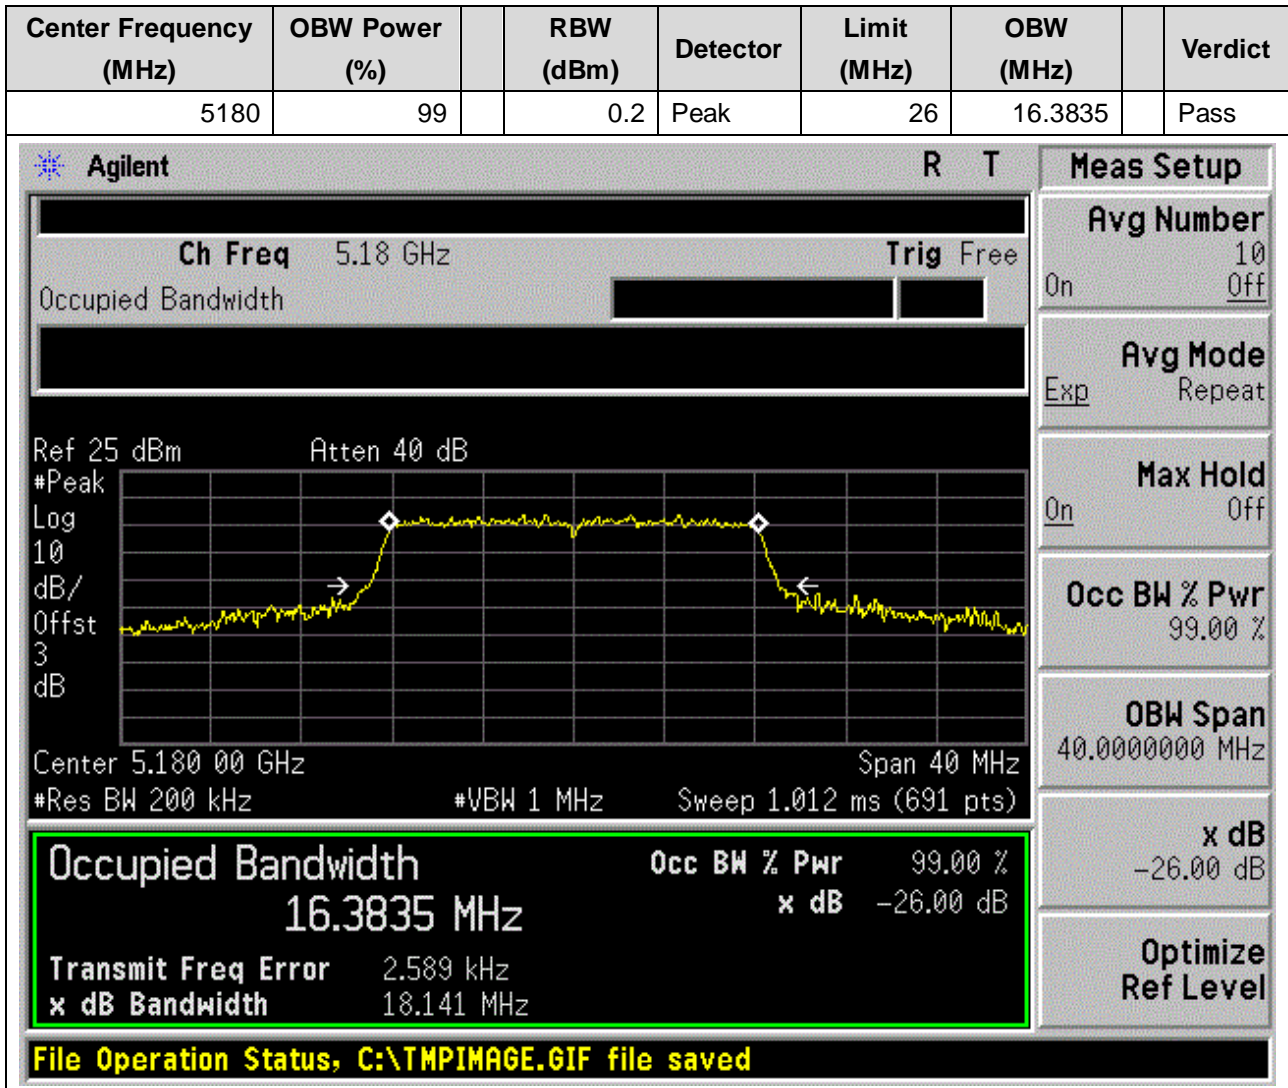 Center Frequency (MHz) OBW Power (%) RBW (dBm) Detector Limit (MHz) OBW (MHz) Verdict
5180 99 0.2 Peak 26 16.3835 Pass
Agilent R T
Ch Freq 5.18 GHz Trig Free
Occupied Bandwidth
Ref 25 dBm Atten 40 dB
#Peak
Log
10
dB/
Offst
3
dB
Center 5.180 00 GHz Span 40 MHz
#Res BW 200 kHz #VBW 1 MHz Sweep 1.012 ms (691 pts)
Occupied Bandwidth
16.3835 MHz
Occ BW % Pwr 99.00 %
x dB -26.00 dB
Transmit Freq Error 2.589 kHz
x dB Bandwidth 18.141 MHz
File Operation Status, C:\TMPIMAGE.GIF file saved
Meas Setup
Avg Number
10
On Off
Avg Mode
Exp Repeat
Max Hold
On Off
Occ BW % Pwr
99.00 %
OBW Span
40.0000000 MHz
x dB
-26.00 dB
Optimize
Ref Level